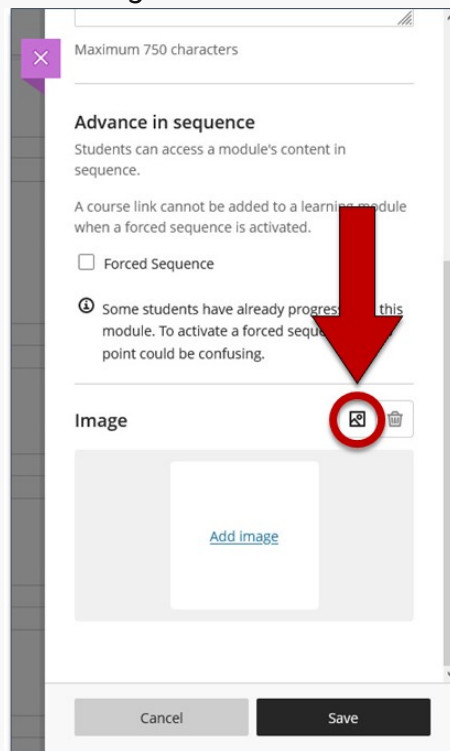 Maximum 750 characters
Advance in sequence
Students can access a module's content in
sequence.
A course link cannot be added to a learning module
when a forced sequence is activated.
Forced Sequence
Some students have already progres this
module. To activate a forced sequ
point could be confusing.
Image
Add image
Cancel
Save